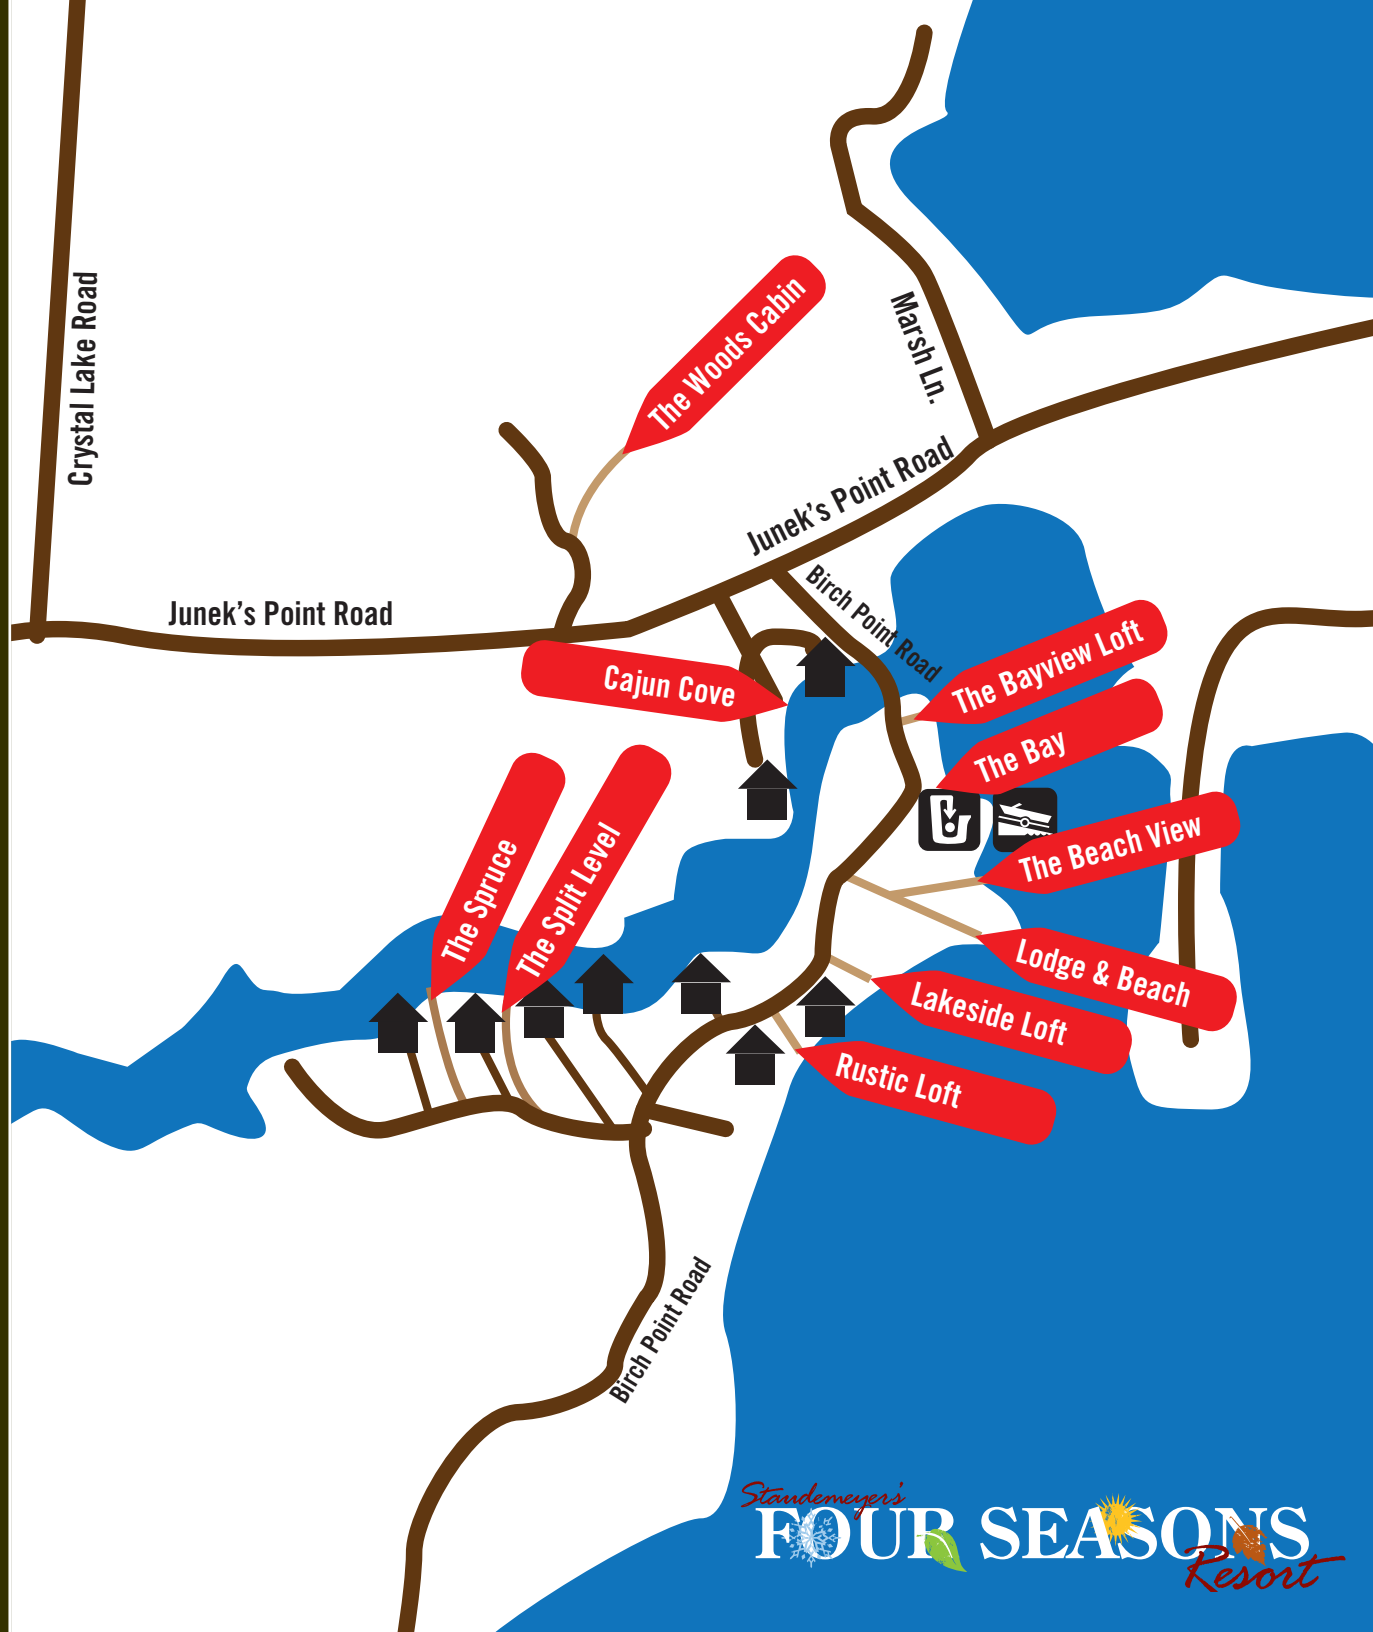 Crystal Lake Road
The Woods Cabin
Marsh Ln.
Junek's Point Road
Junek's Point Road
Birch Point Road
The Bayview Loft
Cajun Cove
The Bay
The Beach View
The Spruce
The Split Level
Lodge & Beach
Lakeside Loft
Rustic Loft
Birch Point Road
Staudemeyer's
FOUR SEASONS
Resort